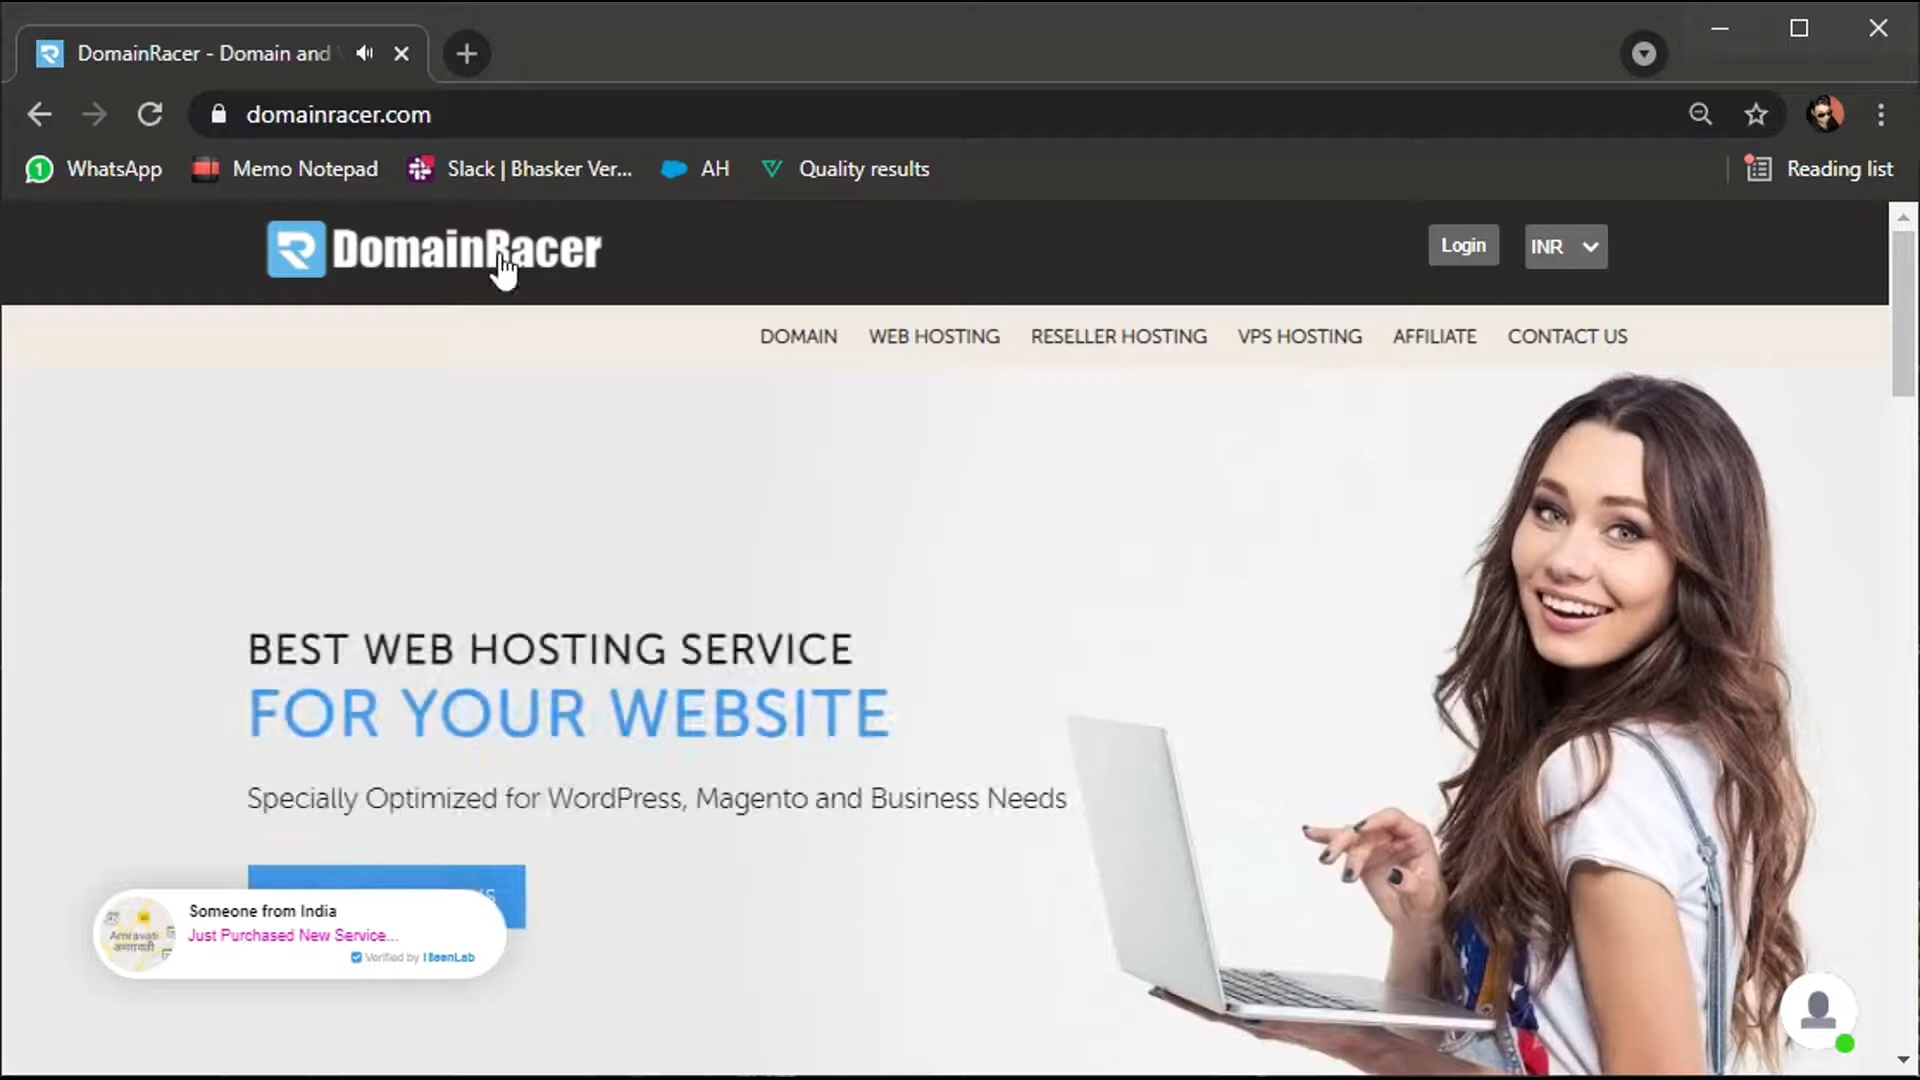 DomainRacer - Domain and
domainracer.com
1 WhatsApp
Memo Notepad
Slack | Bhasker Ver...
AH
Quality results
Reading list
DomainRacer
Login
INR
DOMAIN
WEB HOSTING
RESELLER HOSTING
VPS HOSTING
AFFILIATE
CONTACT US
BEST WEB HOSTING SERVICE
FOR YOUR WEBSITE
Specially Optimized for WordPress, Magento and Business Needs
Someone from India
Just Purchased New Service...
Verified by
Amravati